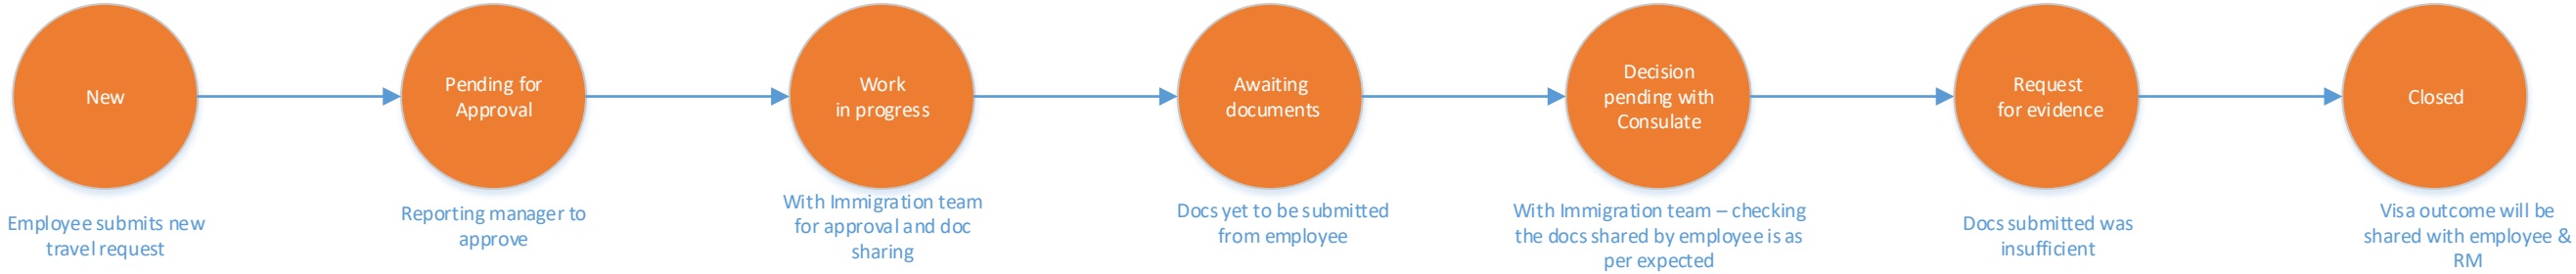 New
Pending for
Approval
Work
in progress
Awaiting
documents
Decision
pending with
Consulate
Request
for evidence
Closed
Employee submits new
travel request
Reporting manager to
approve
With Immigration team
for approval and doc
sharing
Docs yet to be submitted
from employee
With Immigration team – checking
the docs shared by employee is as
per expected
Docs submitted was
insufficient
Visa outcome will be
shared with employee &
RM